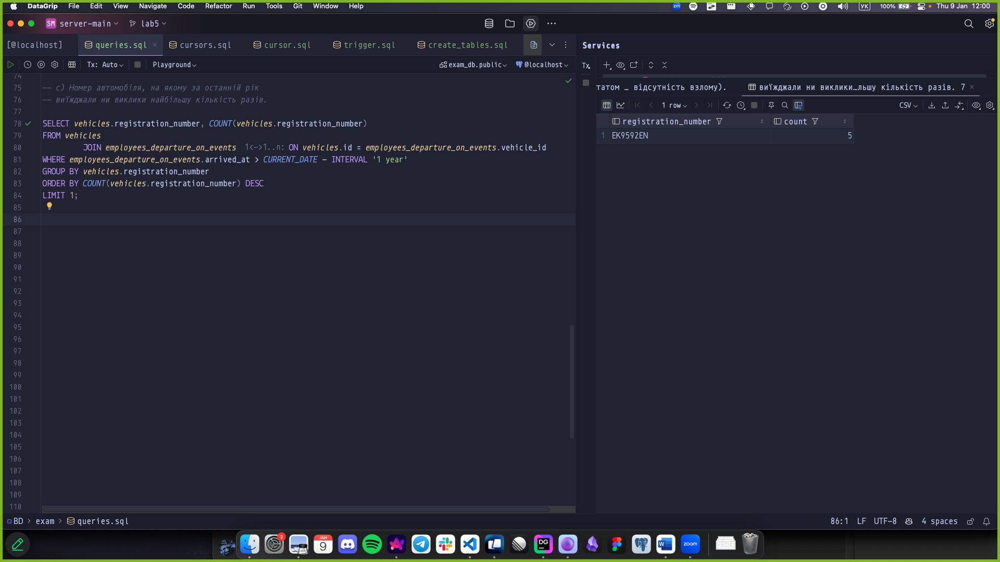 DataGrip File Edit View Navigate Code Refactor Run Tools Git Window Help
zm УК 100% Thu 9 Jan 12:00
SM server-main lab5
[@localhost] queries.sql cursors.sql cursor.sql trigger.sql create_tables.sql
Services
Tx: Auto Playground exam_db.public @localhost
Tx
татом … відсутність взлому). виїжджали ни виклики…льшу кількість разів. 7
1 row CSV
registration_number count
1 EK9592EN 5
74
75 -- c) Номер автомобіля, на якому за останній рік
76 -- виїжджали ни виклики найбільшу кількість разів.
77
78 SELECT vehicles.registration_number, COUNT(vehicles.registration_number)
79 FROM vehicles
80 JOIN employees_departure_on_events 1<->1..n: ON vehicles.id = employees_departure_on_events.vehicle_id
81 WHERE employees_departure_on_events.arrived_at > CURRENT_DATE - INTERVAL '1 year'
82 GROUP BY vehicles.registration_number
83 ORDER BY COUNT(vehicles.registration_number) DESC
84 LIMIT 1;
85
86
87
88
89
90
91
92
93
94
95
96
97
98
99
100
101
102
103
104
105
106
107
108
109
110
BD > exam > queries.sql 86:1 LF UTF-8 4 spaces
2
JAN
9
DG
W
zoom